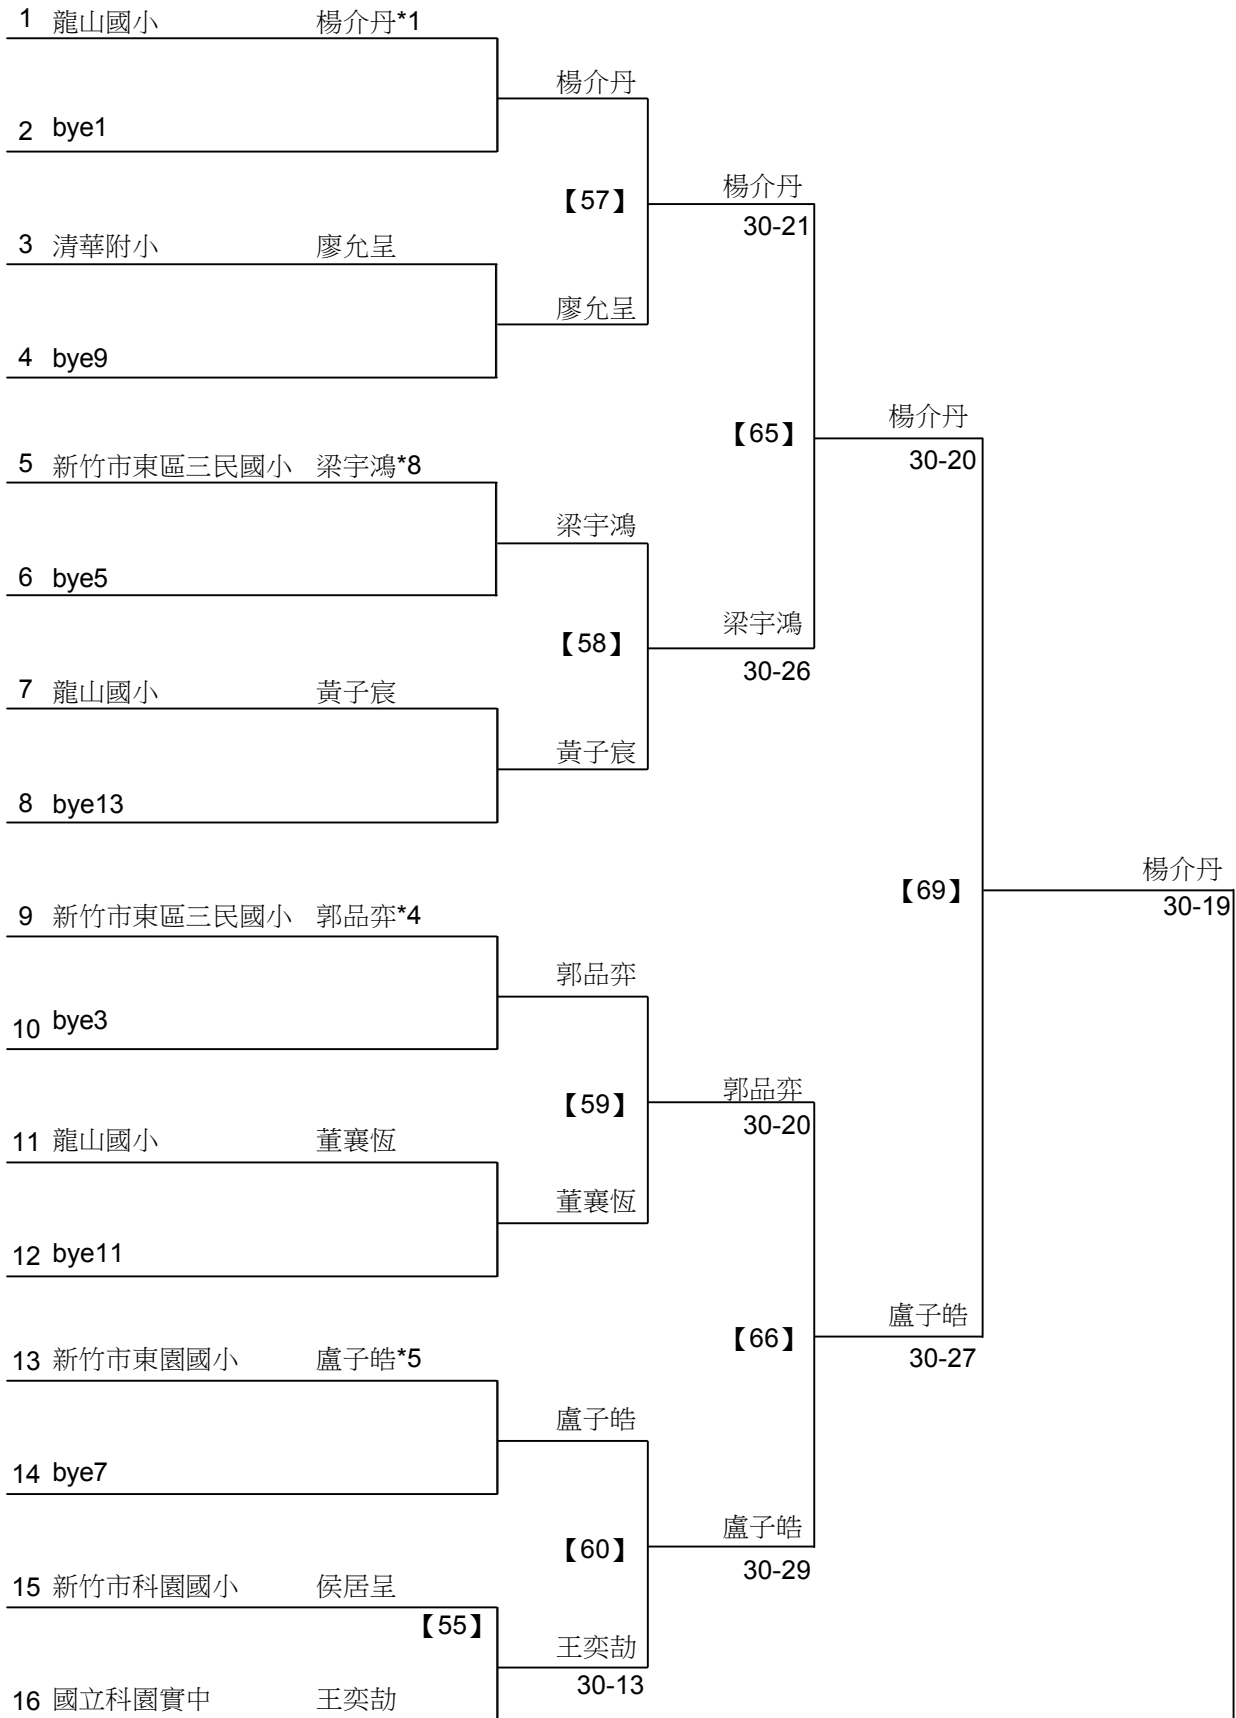 1 龍山國小 楊介丹*1
楊介丹
2 bye1
楊介丹
【57】
30-21
3 清華附小 廖允呈
廖允呈
4 bye9
楊介丹
【65】
5 新竹市東區三民國小 梁宇鴻*8
30-20
梁宇鴻
6 bye5
梁宇鴻
【58】
30-26
7 龍山國小 黃子宸
黃子宸
8 bye13
楊介丹
【69】
9 新竹市東區三民國小 郭品弈*4
30-19
郭品弈
10 bye3
郭品弈
【59】
30-20
11 龍山國小 董襄恆
董襄恆
12 bye11
盧子皓
【66】
13 新竹市東園國小 盧子皓*5
30-27
盧子皓
14 bye7
盧子皓
【60】
30-29
15 新竹市科園國小 侯居呈
【55】
王奕劼
30-13
16 國立科園實中 王奕劼